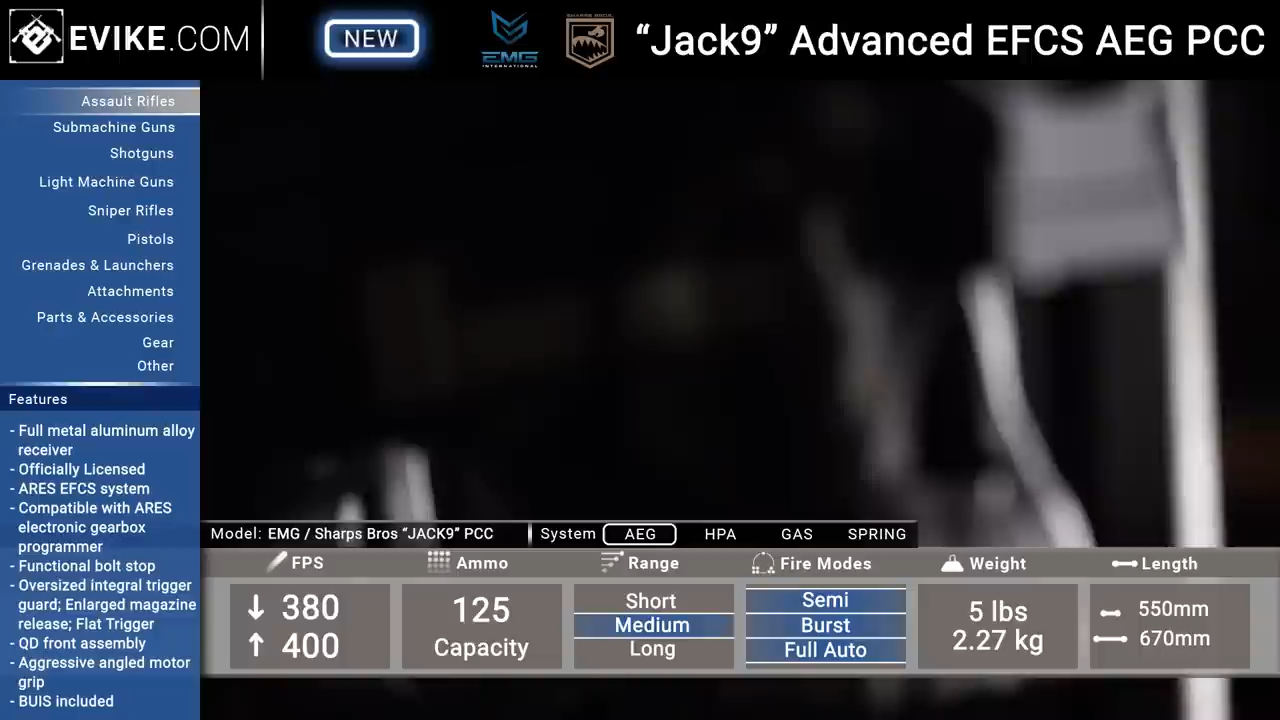 EVIKE.COM
NEW
EMG
INTERNATIONAL
SHARPS BROS.
“Jack9” Advanced EFCS AEG PCC
Assault Rifles
Submachine Guns
Shotguns
Light Machine Guns
Sniper Rifles
Pistols
Grenades & Launchers
Attachments
Parts & Accessories
Gear
Other
Features
- Full metal aluminum alloy
receiver
- Officially Licensed
- ARES EFCS system
- Compatible with ARES
electronic gearbox
programmer
- Functional bolt stop
- Oversized integral trigger
guard; Enlarged magazine
release; Flat Trigger
- QD front assembly
- Aggressive angled motor
grip
- BUIS included
Model: EMG / Sharps Bros “JACK9” PCC
System AEG HPA GAS SPRING
FPS
↓ 380
↑ 400
Ammo
125
Capacity
Range
Short
Medium
Long
Fire Modes
Semi
Burst
Full Auto
Weight
5 lbs
2.27 kg
Length
550mm
670mm